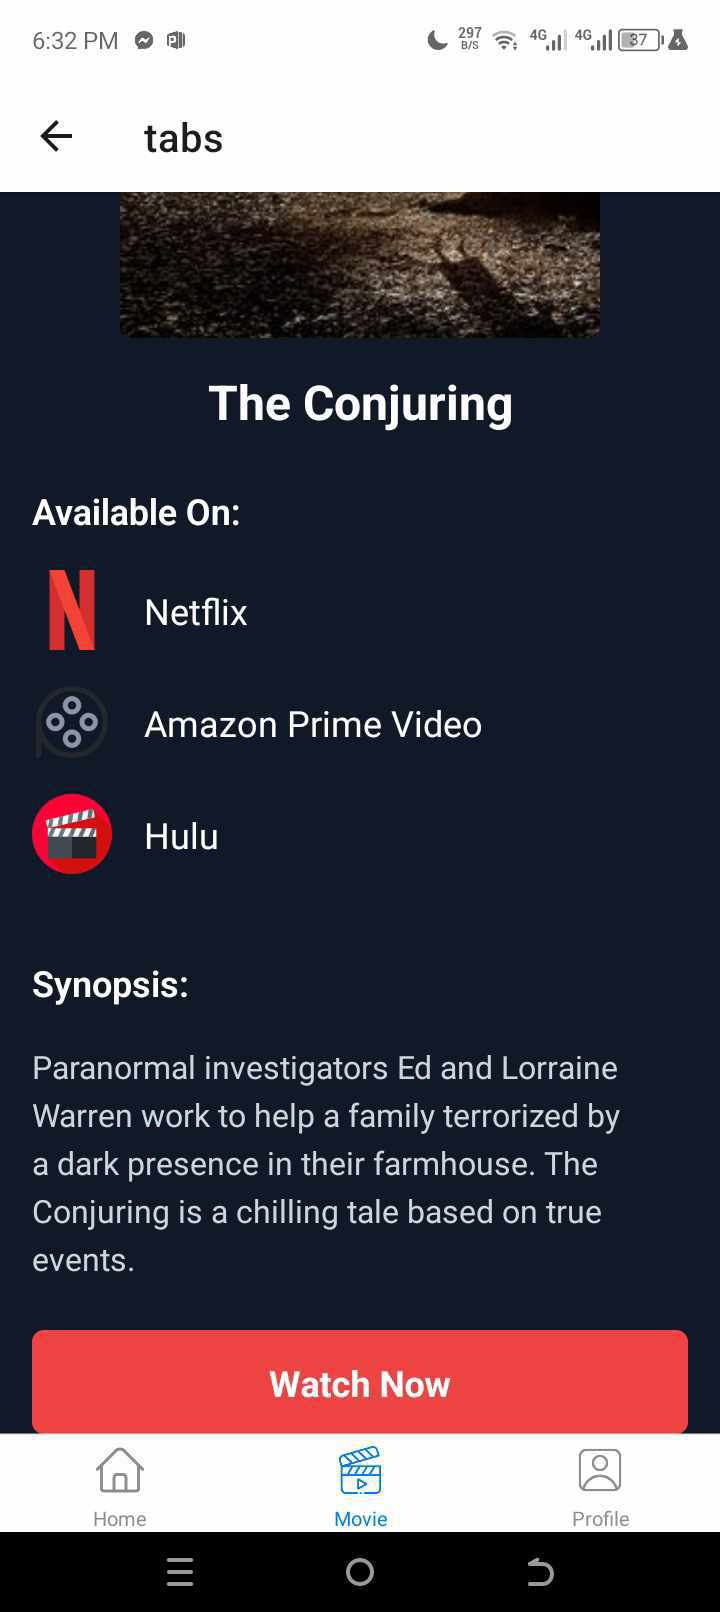 6:32 PM 297 B/S 4G 4G 37
tabs
The Conjuring
Available On:
N Netflix
Amazon Prime Video
Hulu
Synopsis:
Paranormal investigators Ed and Lorraine
Warren work to help a family terrorized by
a dark presence in their farmhouse. The
Conjuring is a chilling tale based on true
events.
Watch Now
Home Movie Profile